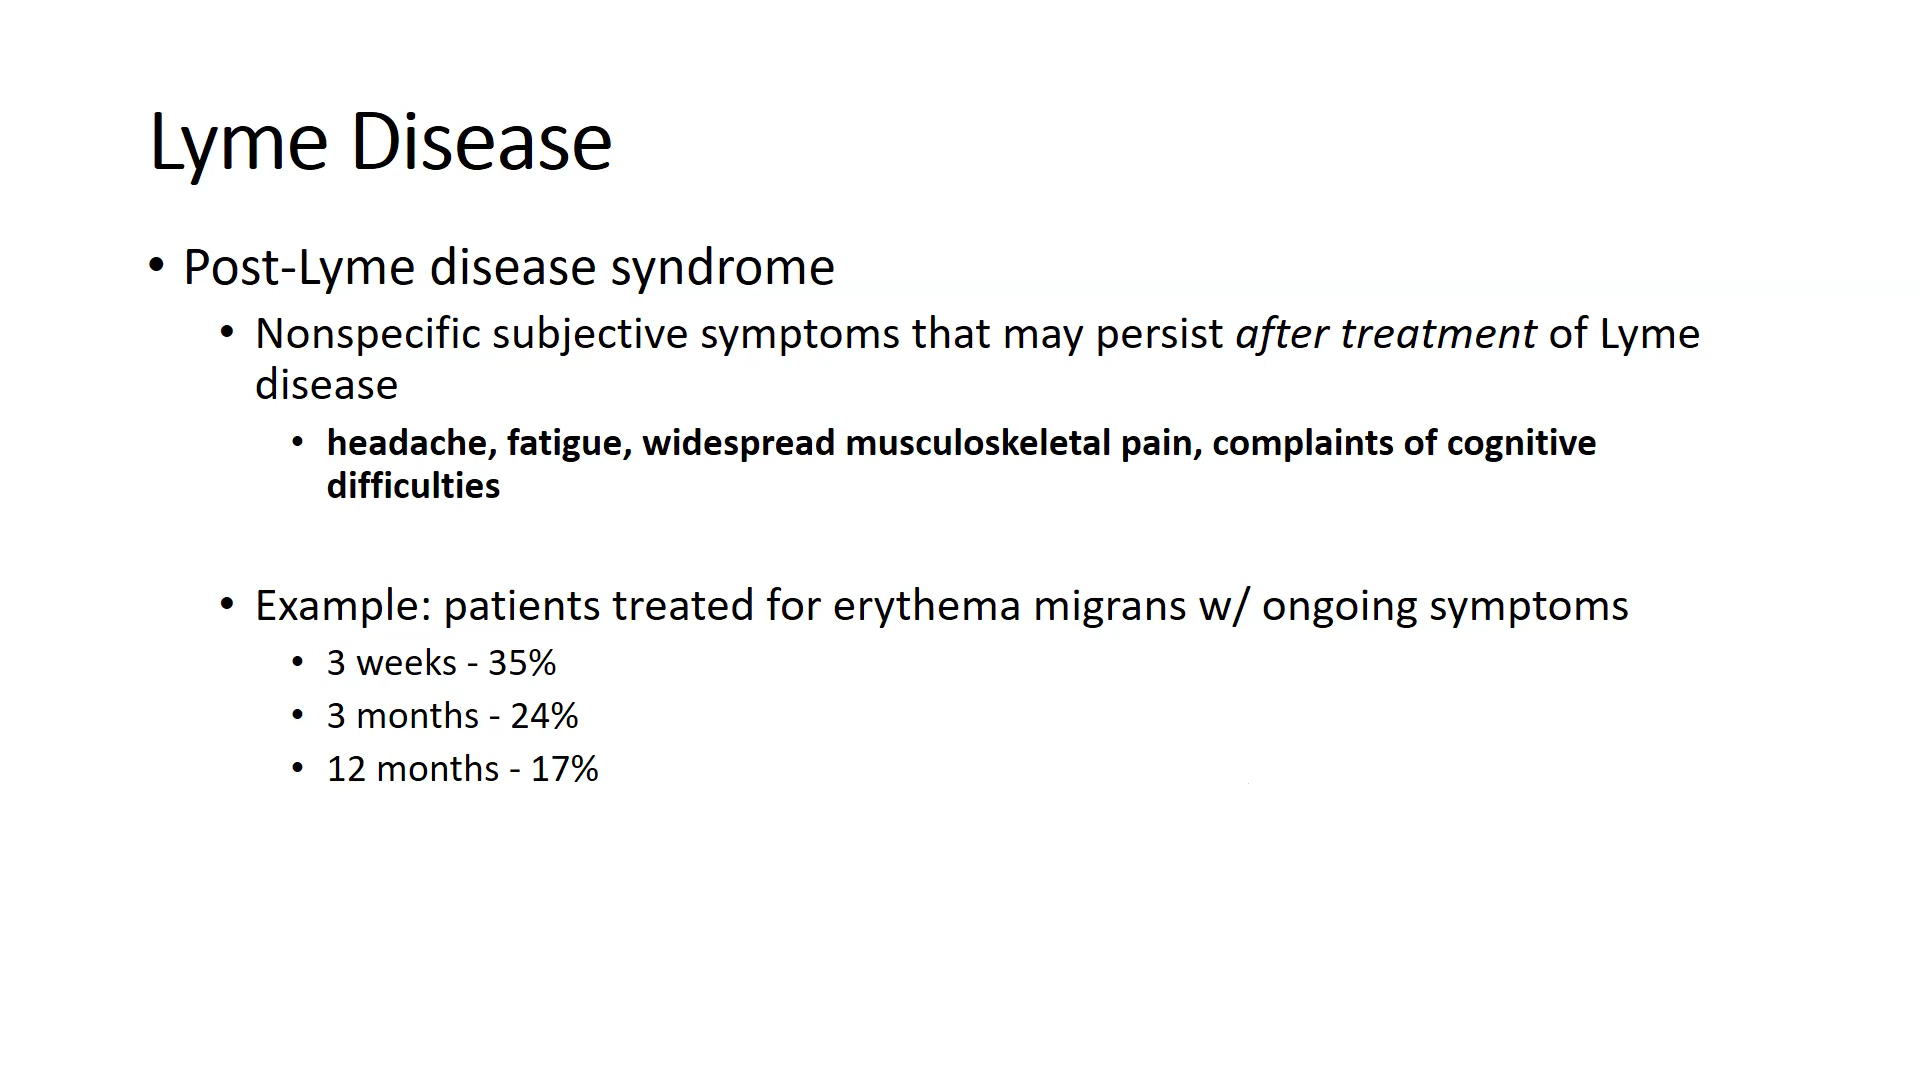 Lyme Disease
• Post-Lyme disease syndrome
• Nonspecific subjective symptoms that may persist after treatment of Lyme
disease
• headache, fatigue, widespread musculoskeletal pain, complaints of cognitive
difficulties
• Example: patients treated for erythema migrans w/ ongoing symptoms
• 3 weeks - 35%
• 3 months - 24%
• 12 months - 17%